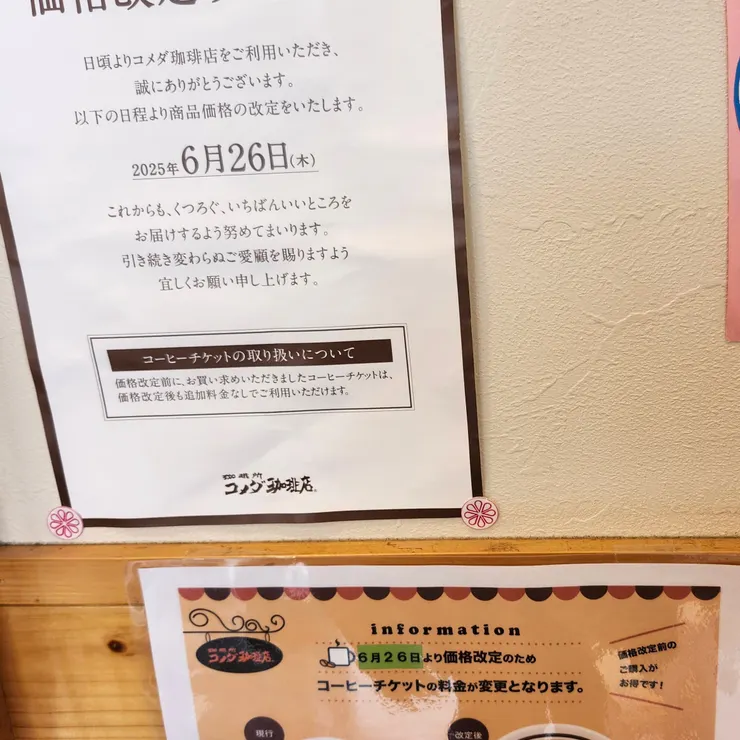 日頃よりコメダ珈琲店をご利用いただき、
誠にありがとうございます。
以下の日程より商品価格の改定をいたします。
2025年6月26日(木)
これからも、くつろぐ、いちばんいいところを
お届けするよう努めてまいります。
引き続き変わらぬご愛顧を賜りますよう
宜しくお願い申し上げます。
コーヒーチケットの取り扱いについて
価格改定前に、お買い求めいただきましたコーヒーチケットは、
価格改定後も追加料金なしでご利用いただけます。
珈琲所
コメダ珈琲店®
information
珈琲所
コメダ珈琲店
6月26日より価格改定のため
コーヒーチケットの料金が変更となります。
価格改定前の
ご購入が
お得です!
現行
改定後